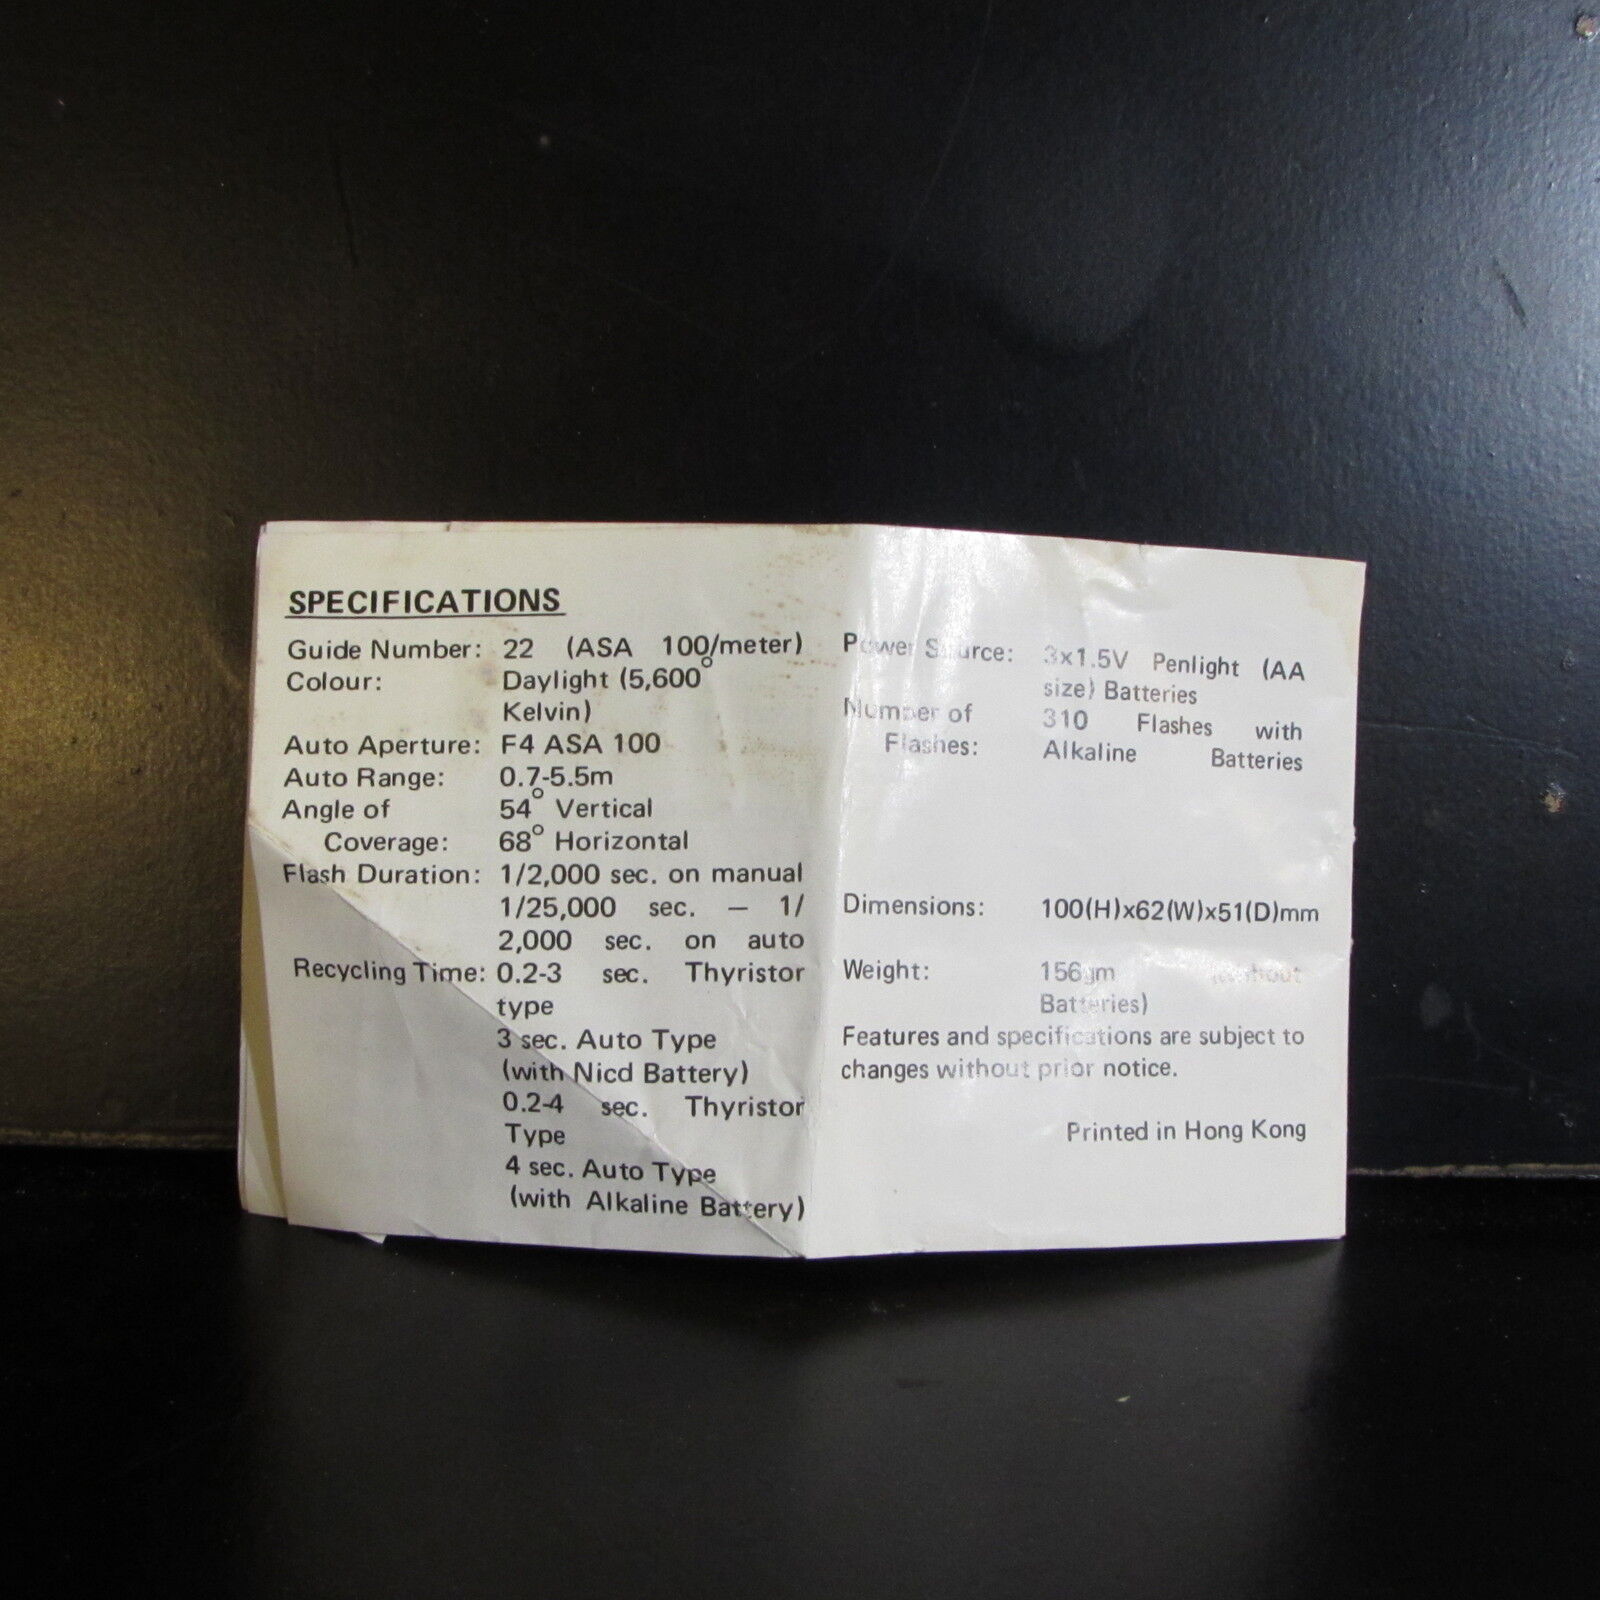 SPECIFICATIONS
Guide Number: 22 (ASA 100/meter)
Colour: Daylight (5,600°
Kelvin)
Auto Aperture: F4 ASA 100
Auto Range: 0.7-5.5m
Angle of 54° Vertical
Coverage: 68° Horizontal
Flash Duration: 1/2,000 sec. on manual
1/25,000 sec. — 1/
2,000 sec. on auto
Recycling Time: 0.2-3 sec. Thyristor
type
3 sec. Auto Type
(with Nicd Battery)
0.2-4 sec. Thyristor
Type
4 sec. Auto Type
(with Alkaline Battery)
Power Source: 3x1.5V Penlight (AA
size) Batteries
Number of 310 Flashes with
Flashes: Alkaline Batteries
Dimensions: 100(H)x62(W)x51(D)mm
Weight: 156gm (without
Batteries)
Features and specifications are subject to
changes without prior notice.
Printed in Hong Kong